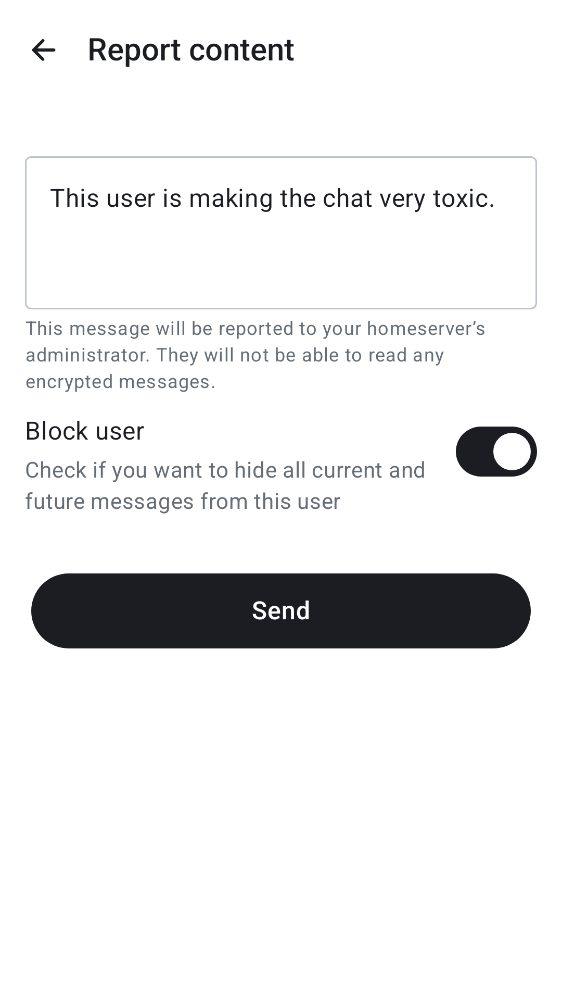 Report content
This user is making the chat very toxic.
This message will be reported to your homeserver’s
administrator. They will not be able to read any
encrypted messages.
Block user
Check if you want to hide all current and
future messages from this user
Send